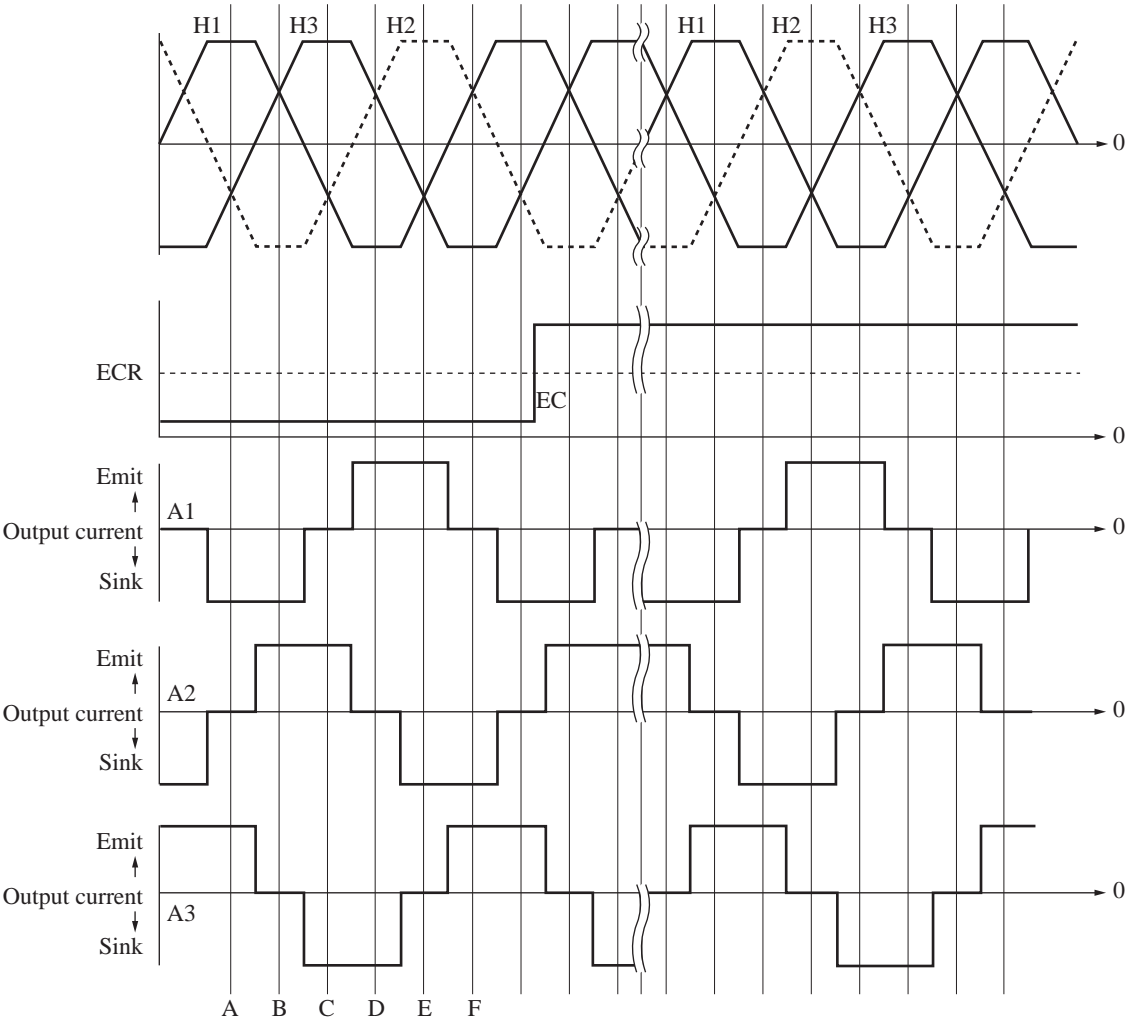 H1 H3 H2 H1 H2 H3
0
ECR
EC
0
Emit
A1
Output current
0
Sink
Emit
A2
Output current
0
Sink
Emit
Output current
0
A3
Sink
A B C D E F